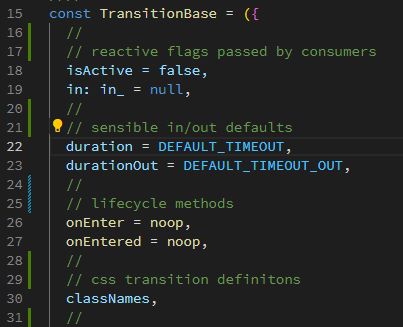 15 const TransitionBase = ({
16 //
17 // reactive flags passed by consumers
18 isActive = false,
19 in: in_ = null,
20 //
21 // sensible in/out defaults
22 duration = DEFAULT_TIMEOUT,
23 durationOut = DEFAULT_TIMEOUT_OUT,
24 //
25 // lifecycle methods
26 onEnter = noop,
27 onEntered = noop,
28 //
29 // css transition definitons
30 classNames,
31 //